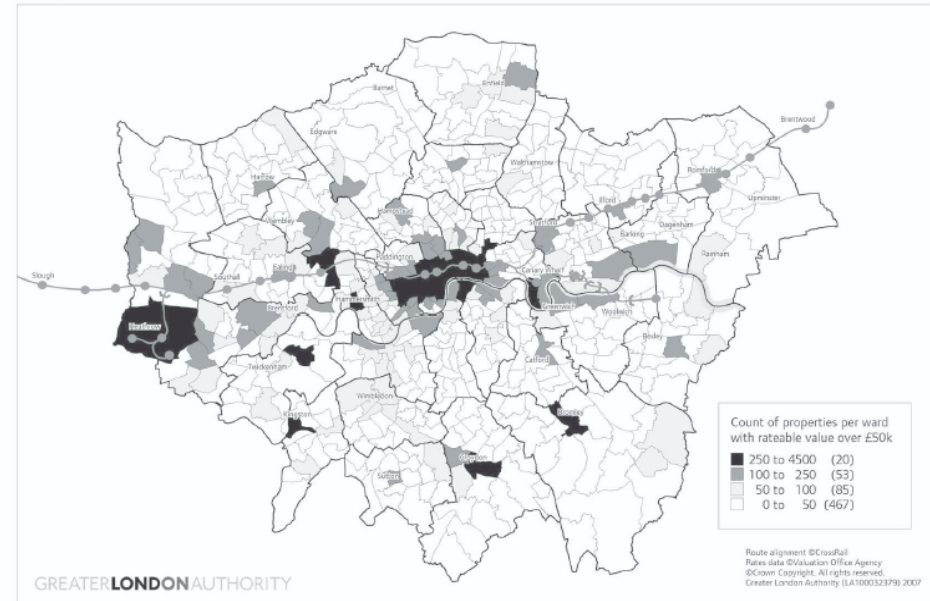 Enfield
Barnet
Edgware
Brentwood
Walthamstow
Romford
Harrow
Ilford
Upminster
Hampstead
Wembley
Stratford
Dagenham
Barking
Rainham
Paddington
Slough
Southall
Ealing
Canary Wharf
Hammersmith
Brentford
Greenwich
Woolwich
Heathrow
Bexley
Catford
Twickenham
Wimbledon
Kingston
Bromley
Croydon
Sutton
Count of properties per ward
with rateable value over £50k
250 to 4500 (20)
100 to 250 (53)
50 to 100 (85)
0 to 50 (467)
Route alignment ©CrossRail
Rates data ©Valuation Office Agency
©Crown Copyright. All rights reserved.
Greater London Authority (LA100032379) 2007
GREATERLONDONAUTHORITY